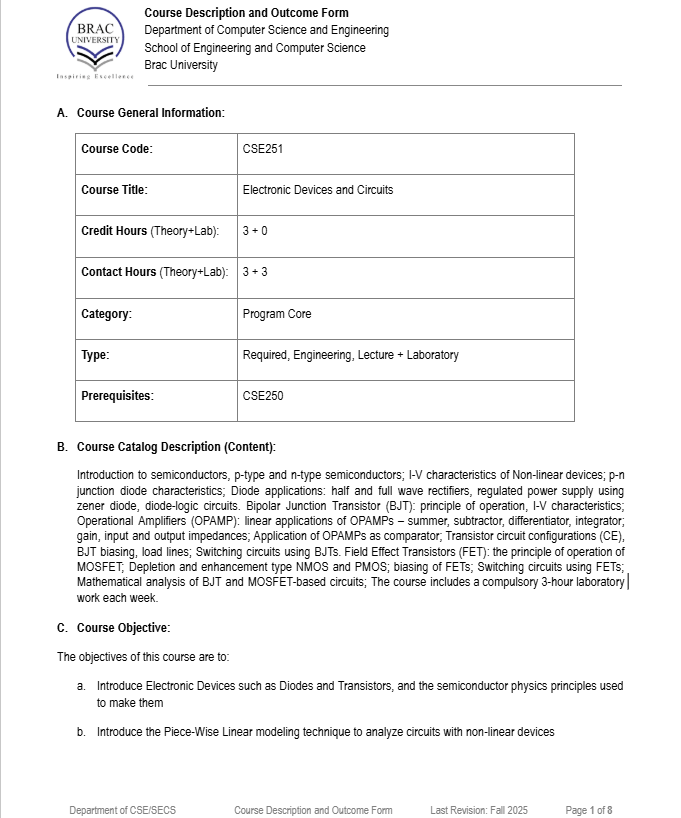 BRAC
UNIVERSITY
Inspiring Excellence
Course Description and Outcome Form
Department of Computer Science and Engineering
School of Engineering and Computer Science
Brac University
A. Course General Information:
Course Code: CSE251
Course Title: Electronic Devices and Circuits
Credit Hours (Theory+Lab): 3 + 0
Contact Hours (Theory+Lab): 3 + 3
Category: Program Core
Type: Required, Engineering, Lecture + Laboratory
Prerequisites: CSE250
B. Course Catalog Description (Content):
Introduction to semiconductors, p-type and n-type semiconductors; I-V characteristics of Non-linear devices; p-n
junction diode characteristics; Diode applications: half and full wave rectifiers, regulated power supply using
zener diode, diode-logic circuits. Bipolar Junction Transistor (BJT): principle of operation, I-V characteristics;
Operational Amplifiers (OPAMP): linear applications of OPAMPs – summer, subtractor, differentiator, integrator;
gain, input and output impedances; Application of OPAMPs as comparator; Transistor circuit configurations (CE),
BJT biasing, load lines; Switching circuits using BJTs. Field Effect Transistors (FET): the principle of operation of
MOSFET; Depletion and enhancement type NMOS and PMOS; biasing of FETs; Switching circuits using FETs;
Mathematical analysis of BJT and MOSFET-based circuits; The course includes a compulsory 3-hour laboratory
work each week.
C. Course Objective:
The objectives of this course are to:
a. Introduce Electronic Devices such as Diodes and Transistors, and the semiconductor physics principles used
to make them
b. Introduce the Piece-Wise Linear modeling technique to analyze circuits with non-linear devices
Department of CSE/SECS Course Description and Outcome Form Last Revision: Fall 2025 Page 1 of 8